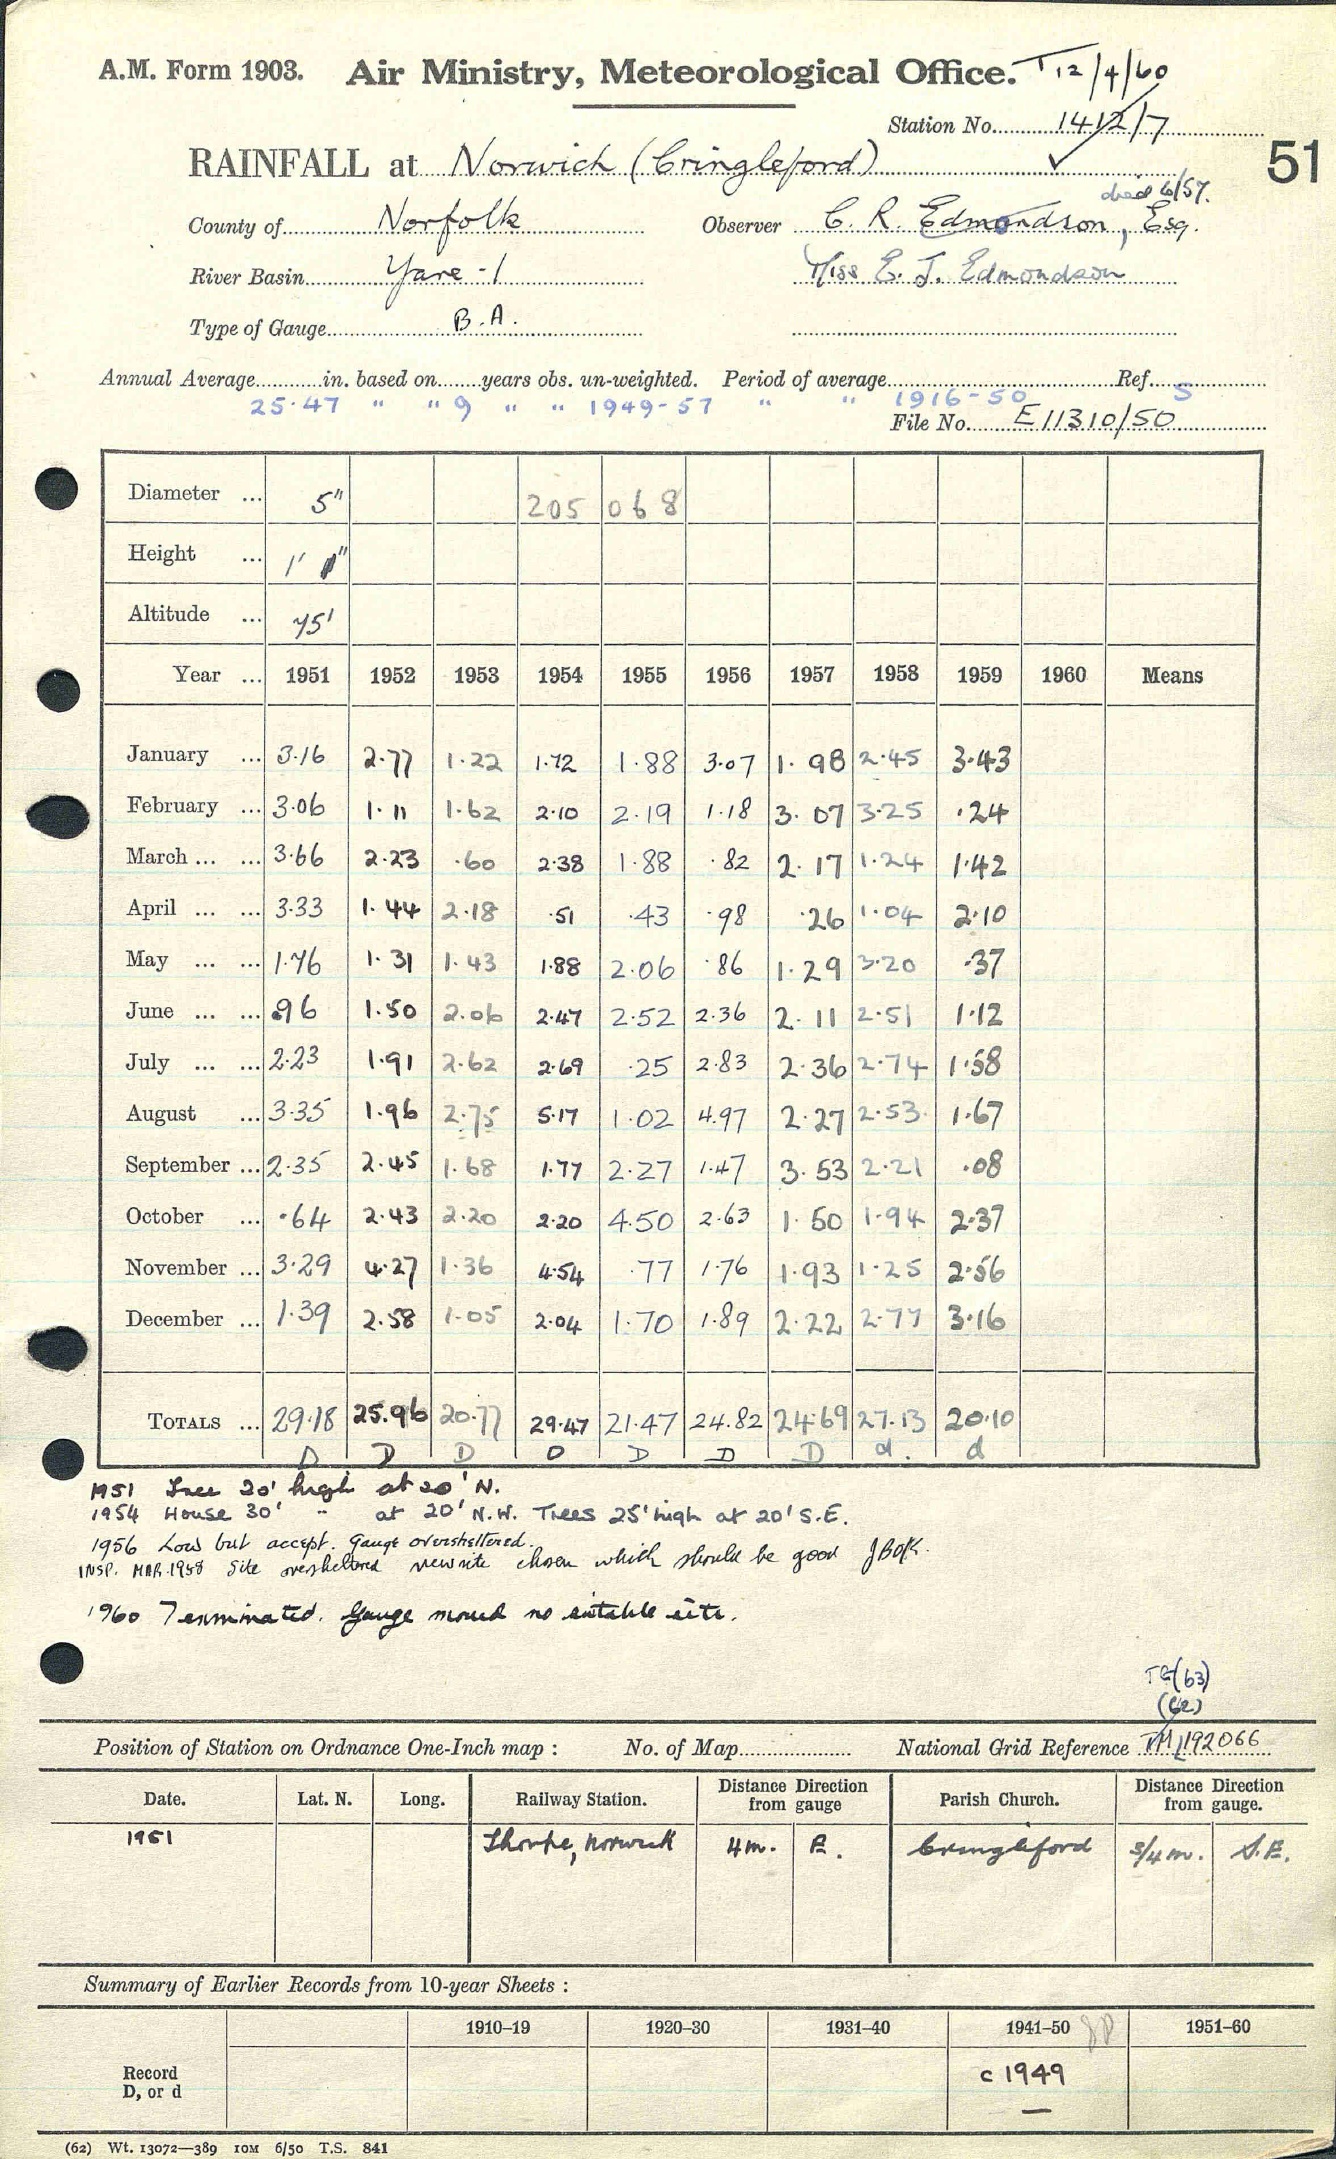 A.M. Form 1903. Air Ministry, Meteorological Office. T 12/4/60
Station No. 1412/7
RAINFALL at Norwich (Cringleford)
51
died 6/57.
County of Norfolk Observer C. R. Edmondson, Esq.
River Basin Yare - 1 Miss E. J. Edmondson
Type of Gauge B.A.
Annual Average in. based on years obs. un-weighted. Period of average Ref. S
25.47 " " 9 " " 1949-57 " " 1916-50
File No. E11310/50
Diameter ... 5" 205 068
Height ... 1'
Altitude ... 75'
Year ... 1951 1952 1953 1954 1955 1956 1957 1958 1959 1960 Means
January ... 3.16 2.77 1.22 1.72 1.88 3.07 1.98 2.45 3.43
February ... 3.06 1.11 1.62 2.10 2.19 1.18 3.07 3.25 .24
March ... ... 3.66 2.23 .60 2.38 1.88 .82 2.17 1.24 1.42
April ... ... 3.33 1.44 2.18 .51 .43 .98 .26 1.04 2.10
May ... ... 1.76 1.31 1.43 1.88 2.06 .86 1.29 3.20 .37
June ... ... .96 1.50 2.06 2.47 2.52 2.36 2.11 2.51 1.12
July ... ... 2.23 1.91 2.62 2.69 .25 2.83 2.36 2.74 1.58
August ... 3.35 1.96 2.75 5.17 1.02 4.97 2.27 2.53 1.67
September ... 2.35 2.45 1.68 1.77 2.27 1.47 3.53 2.21 .08
October ... .64 2.43 2.20 2.20 4.50 2.63 1.50 1.94 2.37
November ... 3.29 4.27 1.36 4.54 .77 1.76 1.93 1.25 2.56
December ... 1.39 2.58 1.05 2.04 1.70 1.89 2.22 2.77 3.16
TOTALS ... 29.18 25.96 20.77 29.47 21.47 24.82 24.69 27.13 20.10
D D D D D D D d. d
1951 Tree 20' high at 20' N.
1954 House 30' " at 20' N.W. Trees 25' high at 20' S.E.
1956 Low but accept. Gauge oversheltered.
INSP. MAR. 1958 Site oversheltered new site chosen which should be good
1960 Terminated. Gauge moved no suitable site.
TG (63)
(62)
Position of Station on Ordnance One-Inch map : No. of Map National Grid Reference TM 192066
Date. Lat. N. Long. Railway Station. Distance from gauge Direction Parish Church. Distance from gauge. Direction
1951 Thorpe, Norwich 4m. E. Cringleford 3/4 m. S.E.
Summary of Earlier Records from 10-year Sheets :
1910–19 1920–30 1931–40 1941–50 1951–60
Record
D, or d
c 1949
—
(62) Wt. 13072—389 10M 6/50 T.S. 841